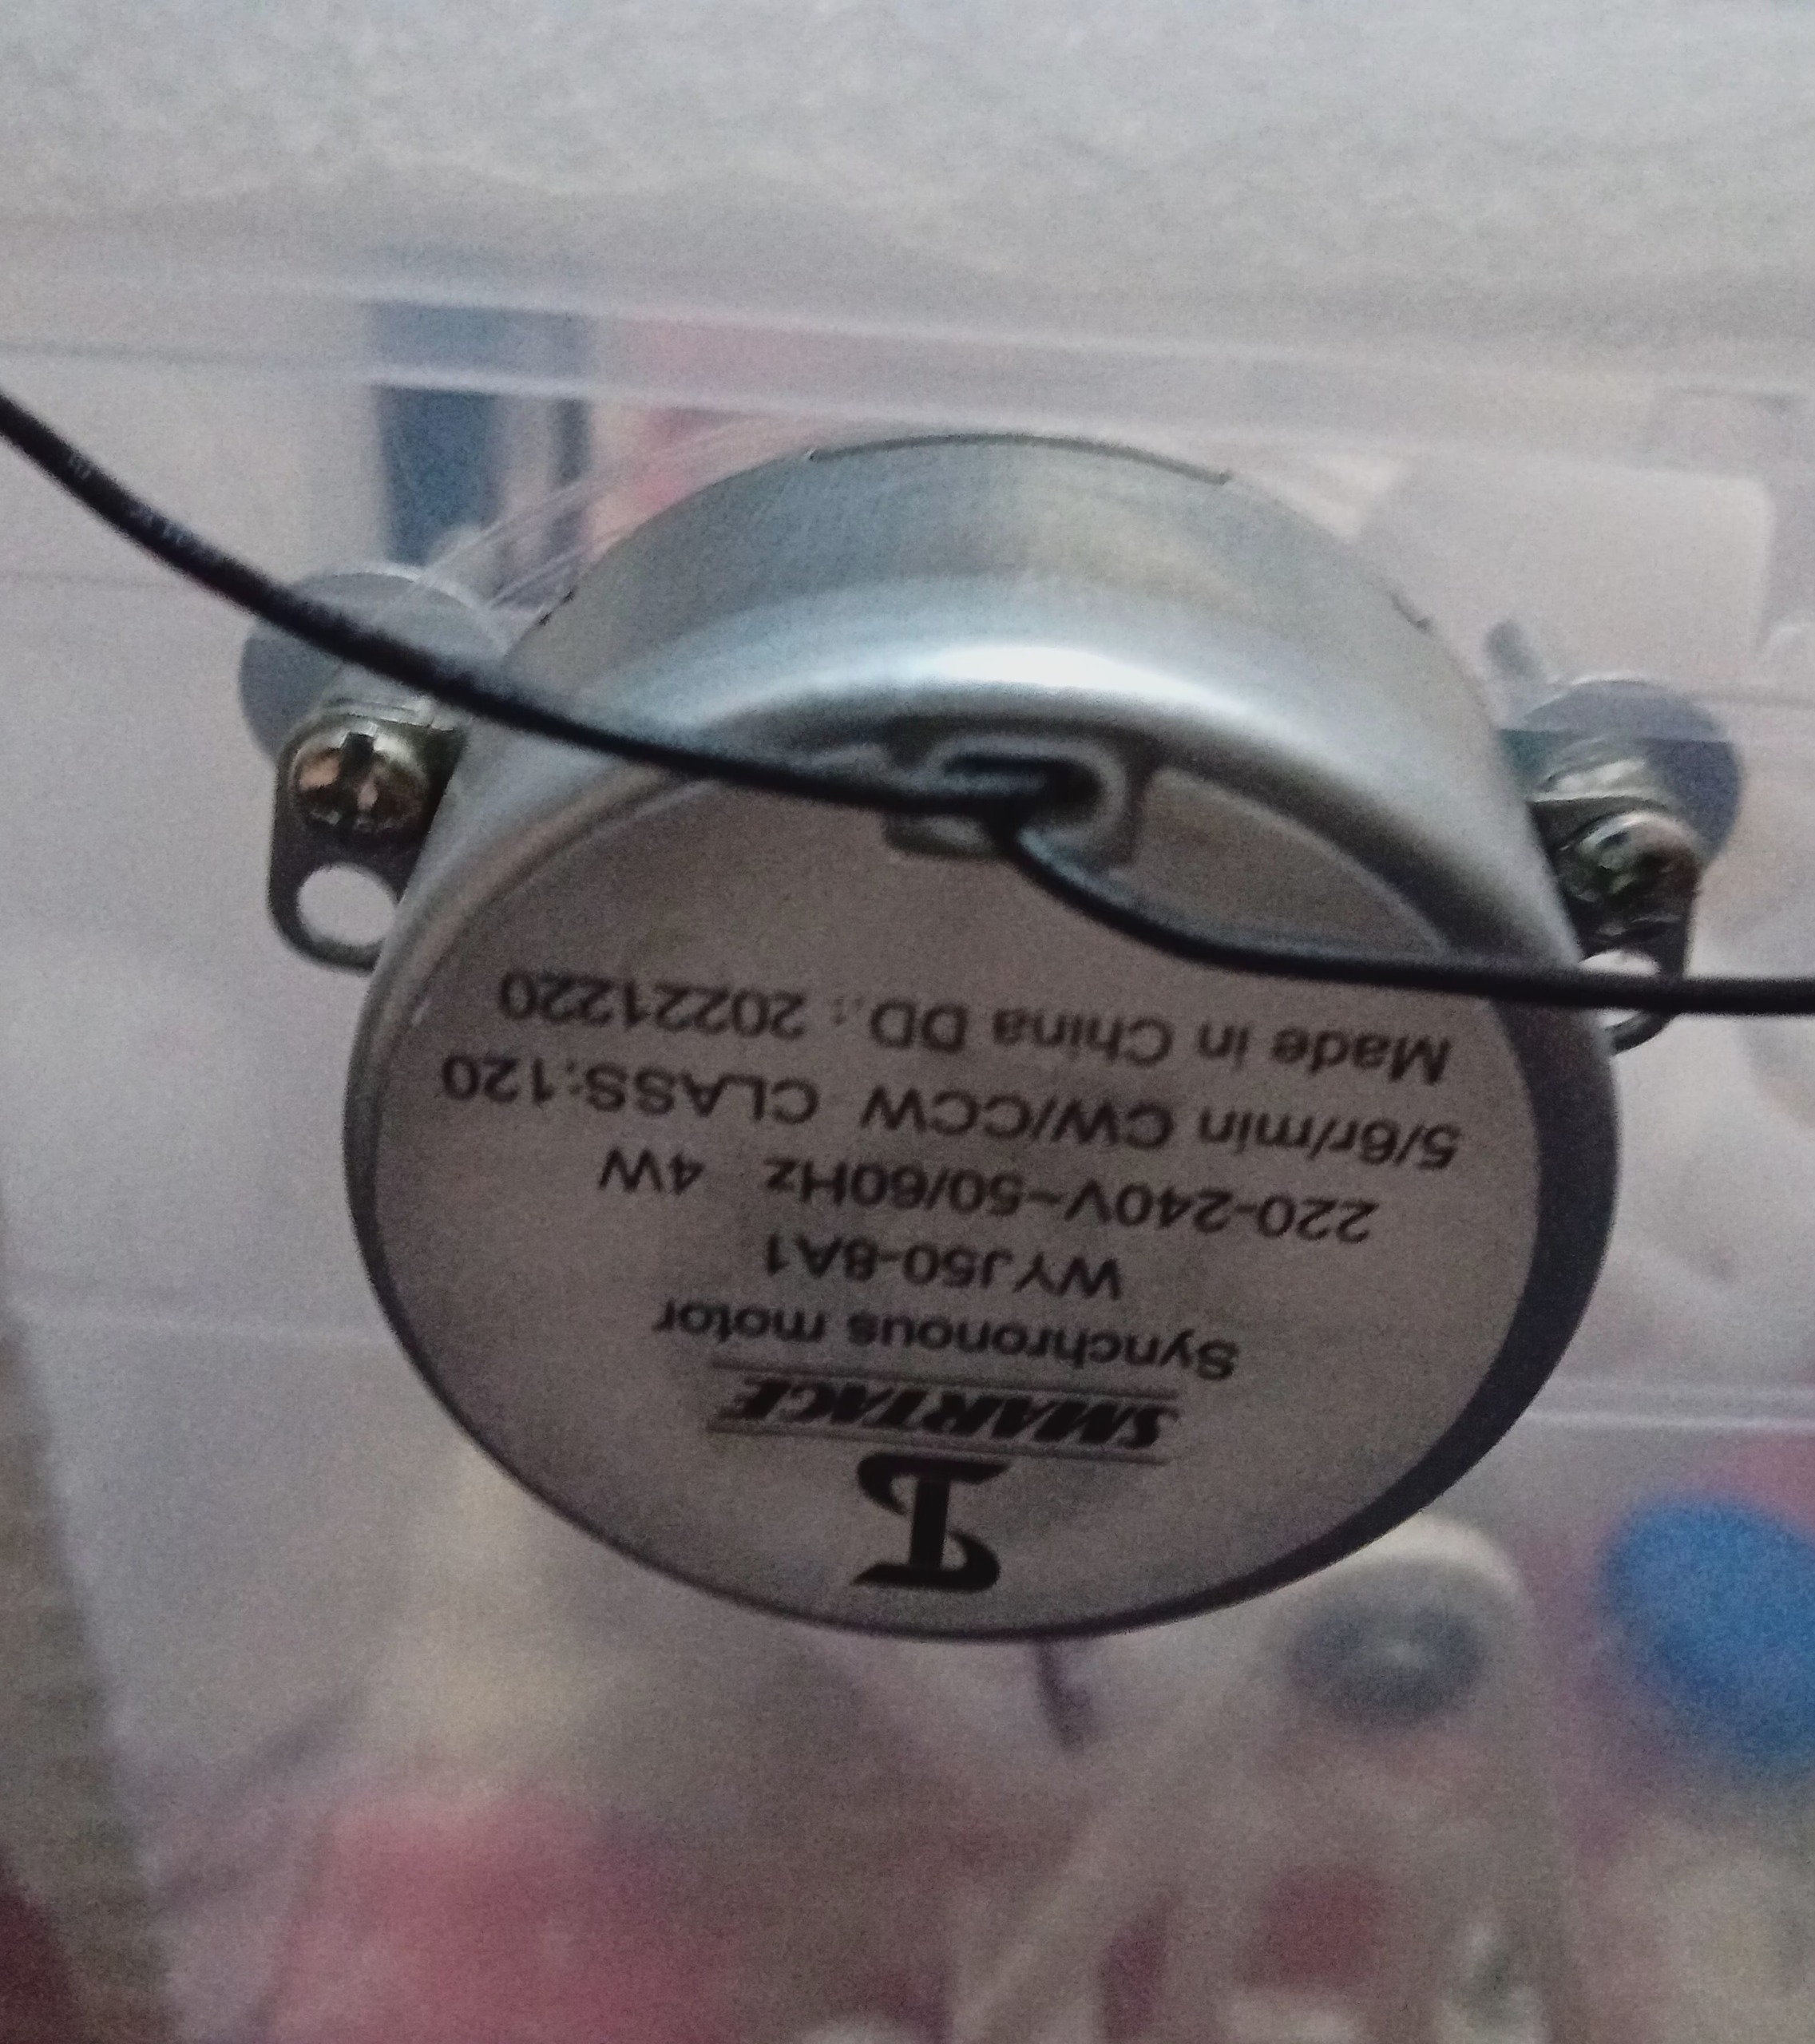 SMARTACE
Synchronous motor
WYJ50-8A1
220-240V~50/60Hz 4W
5/6r/min CW/CCW CLASS:120
Made in China DD.: 20221220